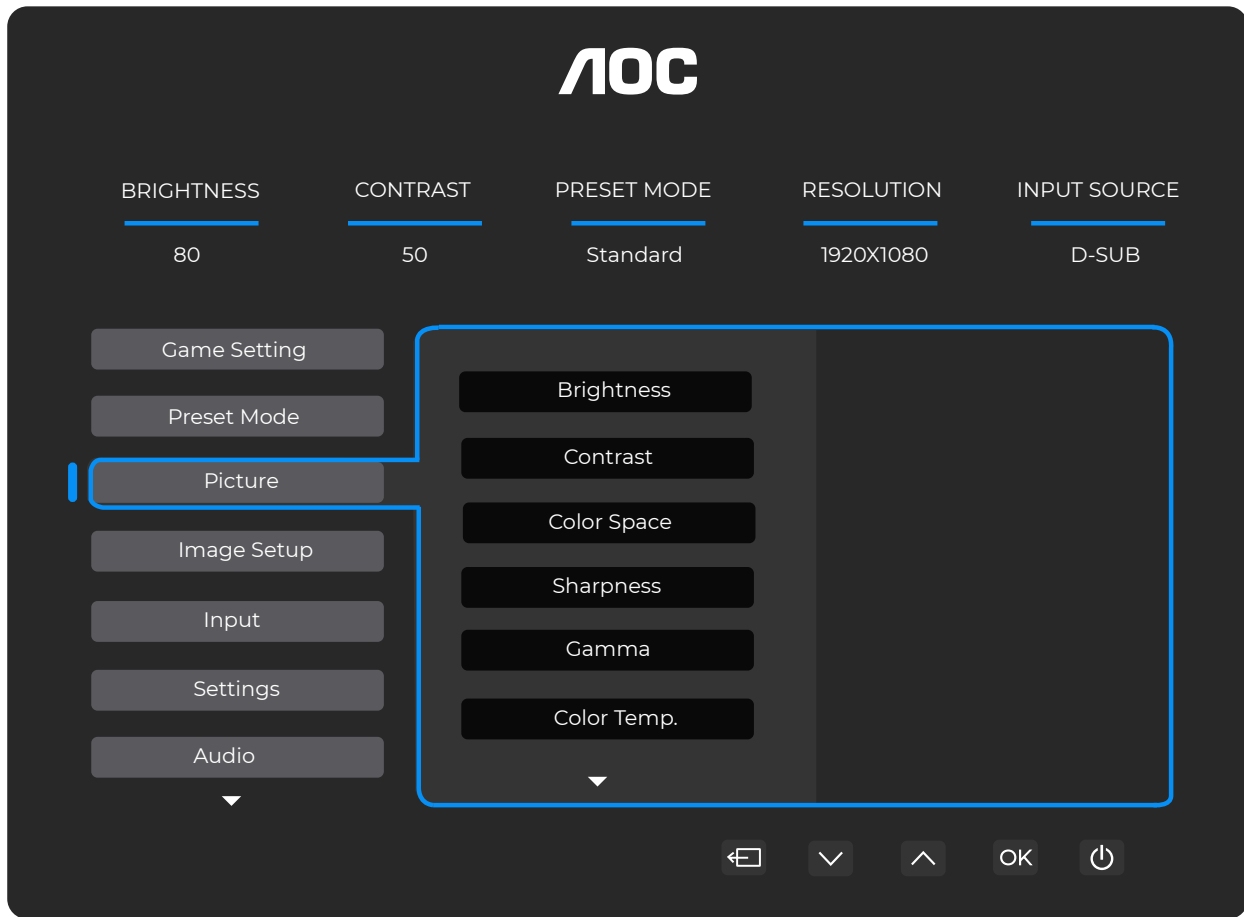 AOC
BRIGHTNESS CONTRAST PRESET MODE RESOLUTION INPUT SOURCE
80 50 Standard 1920X1080 D-SUB
Game Setting
Preset Mode
Picture
Image Setup
Input
Settings
Audio
Brightness
Contrast
Color Space
Sharpness
Gamma
Color Temp.
OK